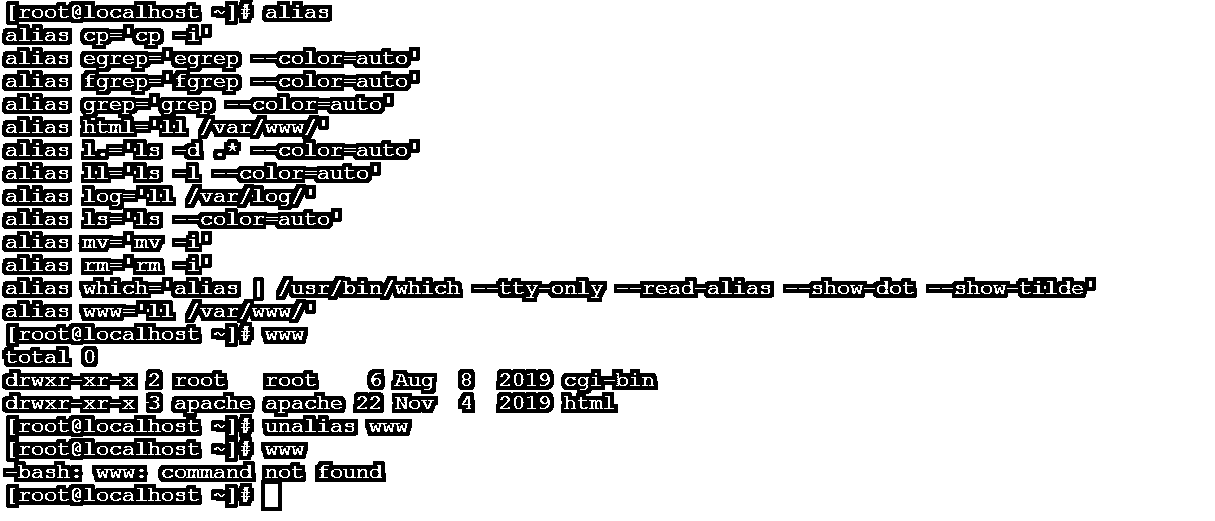 [root@localhost ~]# alias
alias cp='cp -i'
alias egrep='egrep --color=auto'
alias fgrep='fgrep --color=auto'
alias grep='grep --color=auto'
alias html='ll /var/www/'
alias l.='ls -d .* --color=auto'
alias ll='ls -l --color=auto'
alias log='ll /var/log/'
alias ls='ls --color=auto'
alias mv='mv -i'
alias rm='rm -i'
alias which='alias | /usr/bin/which --tty-only --read-alias --show-dot --show-tilde'
alias www='ll /var/www/'
[root@localhost ~]# www
total 0
drwxr-xr-x 2 root   root    6 Aug  8  2019 cgi-bin
drwxr-xr-x 3 apache apache 22 Nov  4  2019 html
[root@localhost ~]# unalias www
[root@localhost ~]# www
-bash: www: command not found
[root@localhost ~]#